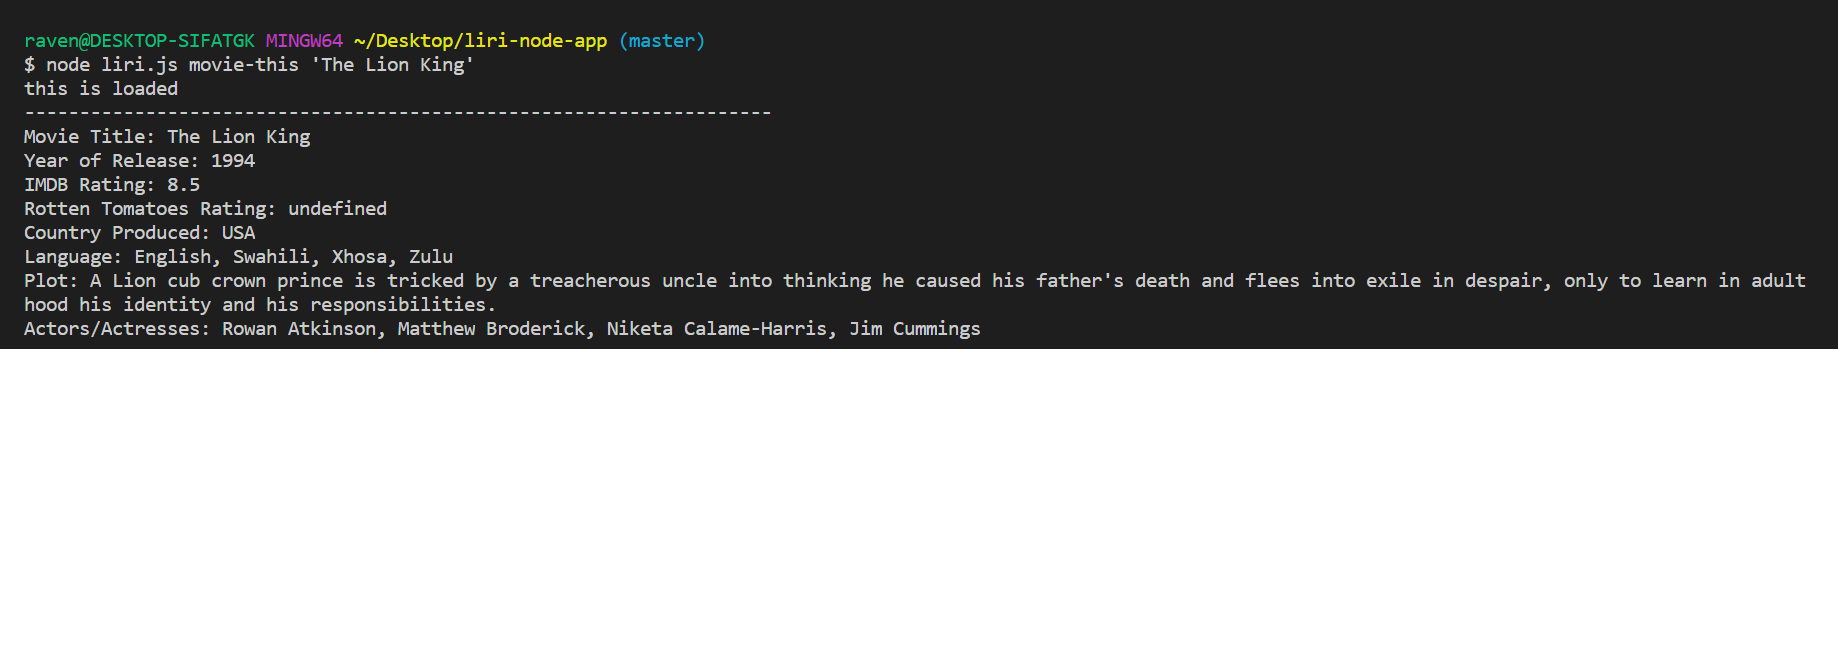 raven@DESKTOP-SIFATGK MINGW64 ~/Desktop/liri-node-app (master)
$ node liri.js movie-this 'The Lion King'
this is loaded
--------------------------------------------------------------------
Movie Title: The Lion King
Year of Release: 1994
IMDB Rating: 8.5
Rotten Tomatoes Rating: undefined
Country Produced: USA
Language: English, Swahili, Xhosa, Zulu
Plot: A Lion cub crown prince is tricked by a treacherous uncle into thinking he caused his father's death and flees into exile in despair, only to learn in adult
hood his identity and his responsibilities.
Actors/Actresses: Rowan Atkinson, Matthew Broderick, Niketa Calame-Harris, Jim Cummings